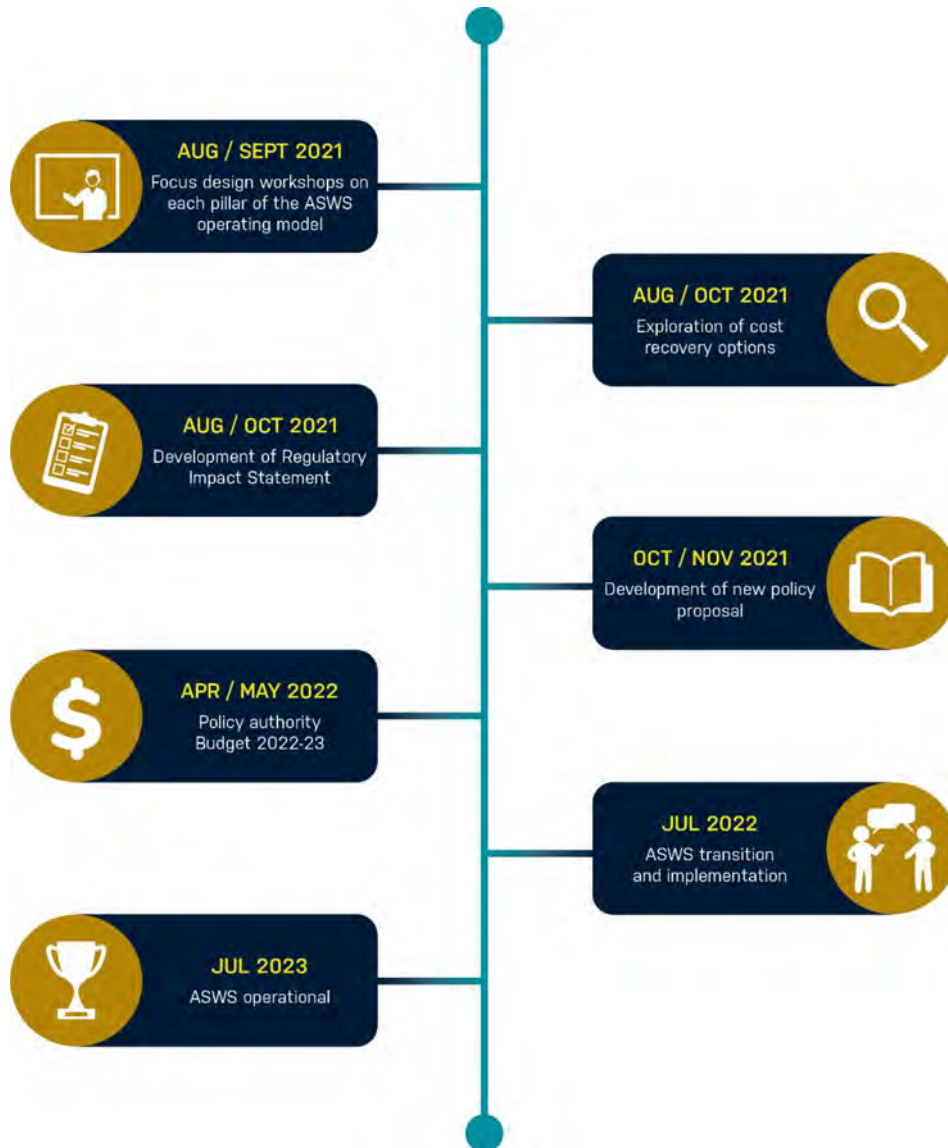 AUG / SEPT 2021
Focus design workshops on
each pillar of the ASWS
operating model
AUG / OCT 2021
Exploration of cost
recovery options
AUG / OCT 2021
Development of Regulatory
Impact Statement
OCT / NOV 2021
Development of new policy
proposal
APR / MAY 2022
Policy authority
Budget 2022-23
JUL 2022
ASWS transition
and implementation
JUL 2023
ASWS operational